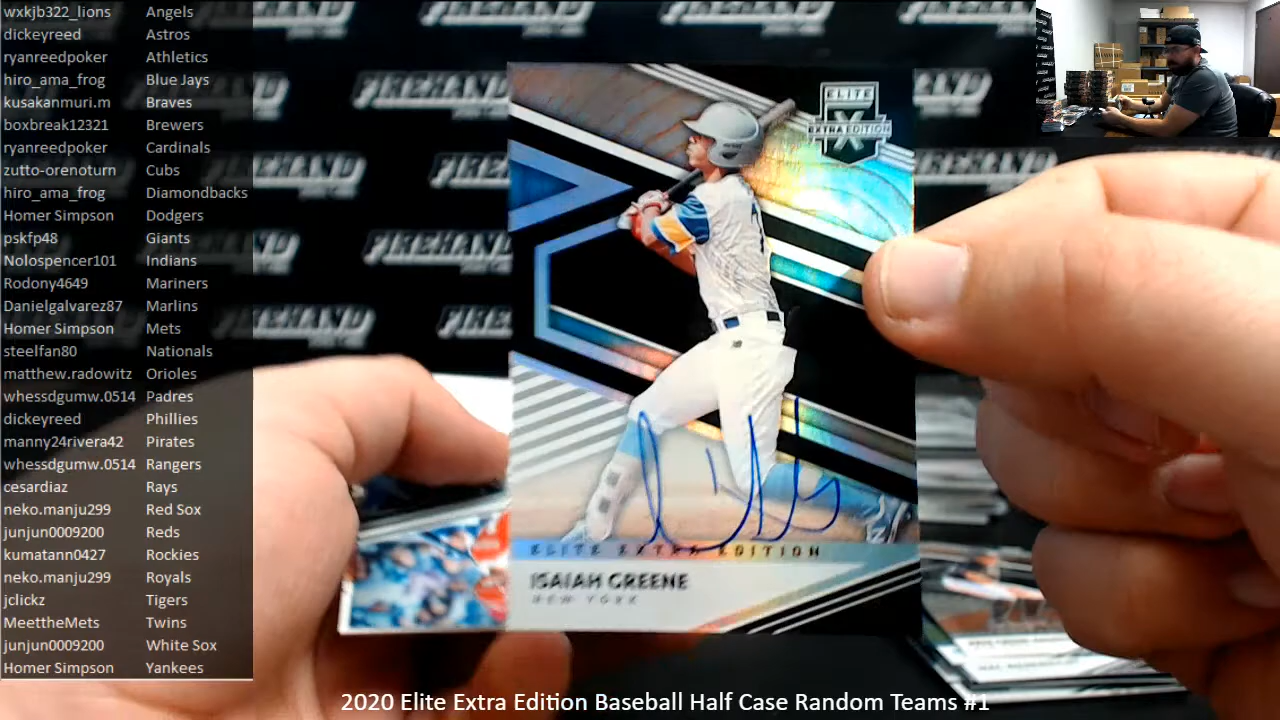 wxkjb322_lions Angels
dickeyreed Astros
ryanreedpoker Athletics
hiro_ama_frog Blue Jays
kusakanmuri.m Braves
boxbreak12321 Brewers
ryanreedpoker Cardinals
zutto-orenoturn Cubs
hiro_ama_frog Diamondbacks
Homer Simpson Dodgers
pskfp48 Giants
Nolospencer101 Indians
Rodony4649 Mariners
Danielgalvarez87 Marlins
Homer Simpson Mets
steelfan80 Nationals
matthew.radowitz Orioles
whessdgumw.0514 Padres
dickeyreed Phillies
manny24rivera42 Pirates
whessdgumw.0514 Rangers
cesardiaz Rays
neko.manju299 Red Sox
junjun0009200 Reds
kumatann0427 Rockies
neko.manju299 Royals
jclickz Tigers
MeettheMets Twins
junjun0009200 White Sox
Homer Simpson Yankees
FIREHAND
FIREHAND
FIREHAND
FIREHAND
ELITE
EXTRA EDITION
ELITE EXTRA EDITION
ISAIAH GREENE
NEW YORK
2020 Elite Extra Edition Baseball Half Case Random Teams #1